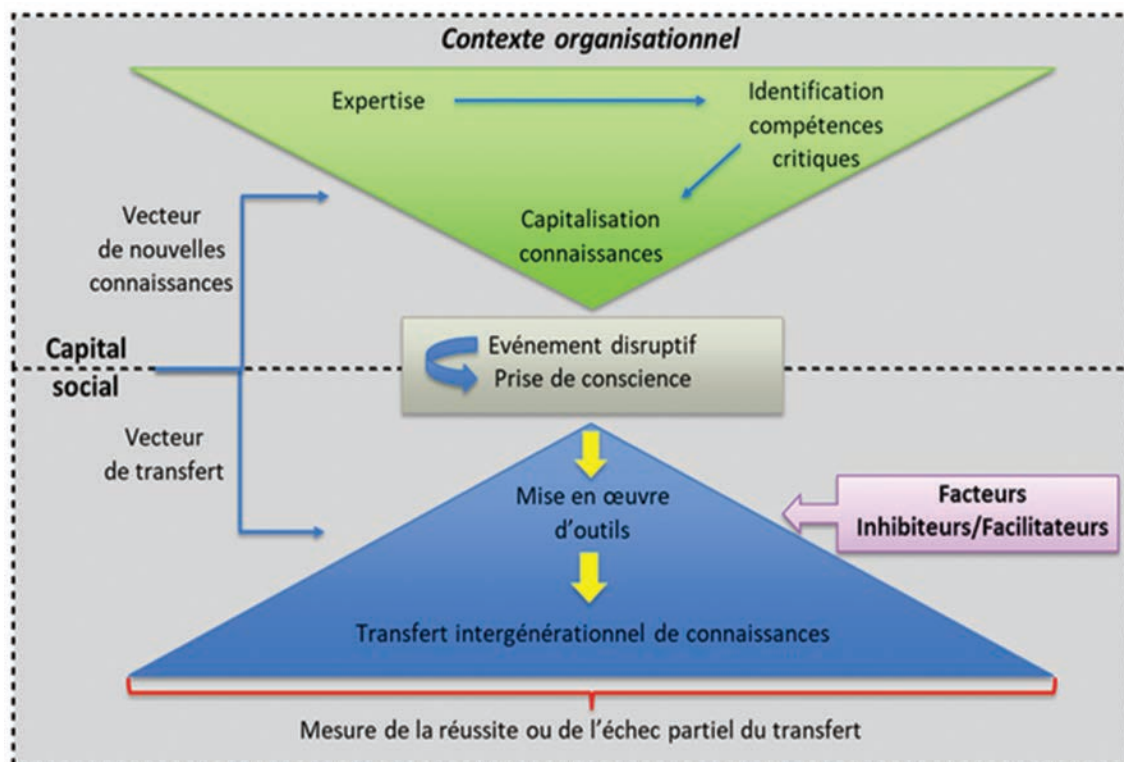 Contexte organisationnel
Expertise
Identification
compétences
critiques
Capitalisation
connaissances
Vecteur
de nouvelles
connaissances
Capital
social
Evénement disruptif
Prise de conscience
Vecteur
de transfert
Mise en œuvre
d’outils
Facteurs
Inhibiteurs/Facilitateurs
Transfert intergénérationnel de connaissances
Mesure de la réussite ou de l’échec partiel du transfert